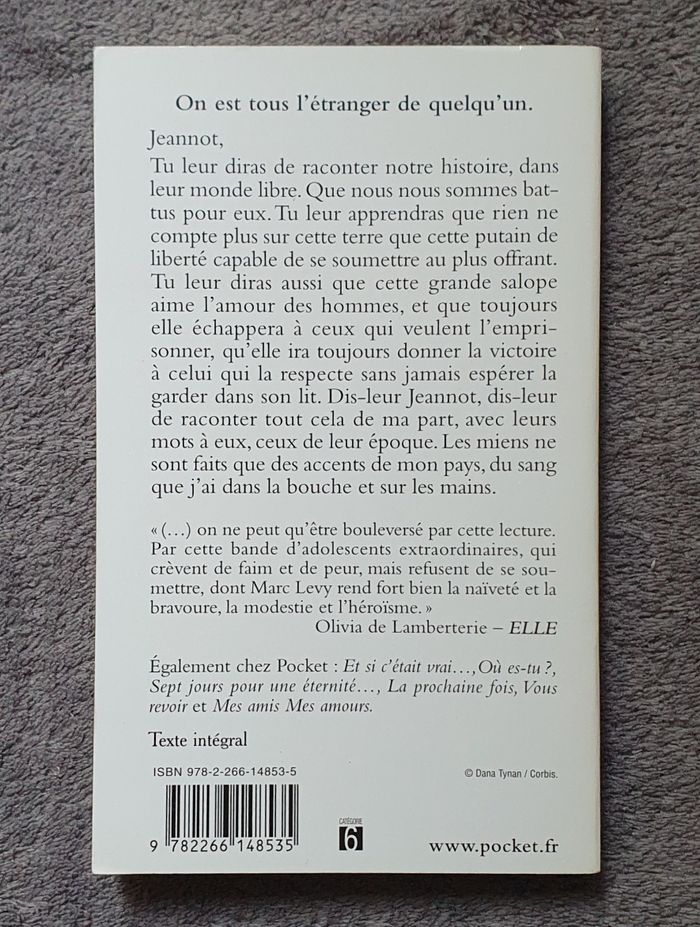 On est tous l'étranger de quelqu'un.
Jeannot,
Tu leur diras de raconter notre histoire, dans
leur monde libre. Que nous nous sommes bat-
tus pour eux. Tu leur apprendras que rien ne
compte plus sur cette terre que cette putain de
liberté capable de se soumettre au plus offrant.
Tu leur diras aussi que cette grande salope
aime l'amour des hommes, et que toujours
elle échappera à ceux qui veulent l'empri-
sonner, qu'elle ira toujours donner la victoire
à celui qui la respecte sans jamais espérer la
garder dans son lit. Dis-leur Jeannot, dis-leur
de raconter tout cela de ma part, avec leurs
mots à eux, ceux de leur époque. Les miens ne
sont faits que des accents de mon pays, du sang
que j'ai dans la bouche et sur les mains.
« (…) on ne peut qu'être bouleversé par cette lecture.
Par cette bande d'adolescents extraordinaires, qui
crèvent de faim et de peur, mais refusent de se sou-
mettre, dont Marc Levy rend fort bien la naïveté et la
bravoure, la modestie et l'héroïsme. »
Olivia de Lamberterie – ELLE
Également chez Pocket : Et si c'était vrai…, Où es-tu ?,
Sept jours pour une éternité…, La prochaine fois, Vous
revoir et Mes amis Mes amours.
Texte intégral
ISBN 978-2-266-14853-5
© Dana Tynan / Corbis.
9 782266 148535
CATÉGORIE
6
www.pocket.fr